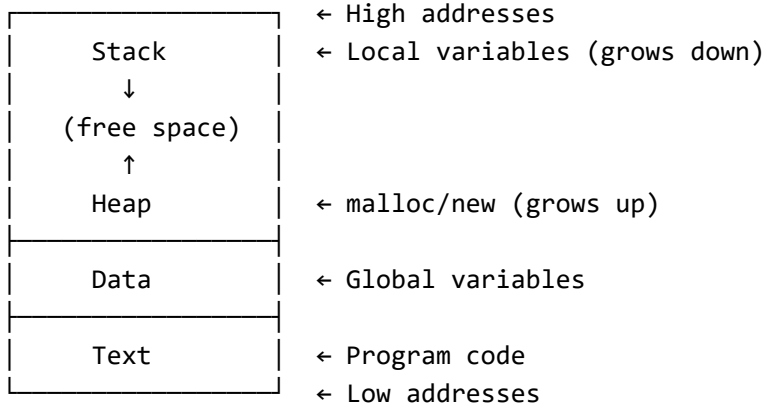 ← High addresses
Stack ← Local variables (grows down)
↓
(free space)
↑
Heap ← malloc/new (grows up)
Data ← Global variables
Text ← Program code
← Low addresses